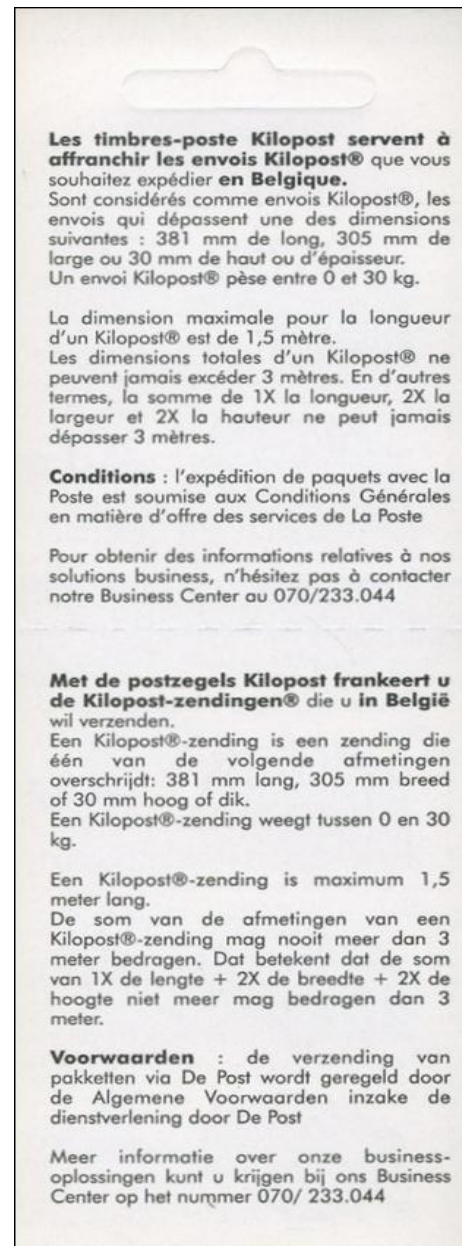 Les timbres-poste Kilopost servent à
affranchir les envois Kilopost® que vous
souhaitez expédier en Belgique.
Sont considérés comme envois Kilopost®, les
envois qui dépassent une des dimensions
suivantes : 381 mm de long, 305 mm de
large ou 30 mm de haut ou d'épaisseur.
Un envoi Kilopost® pèse entre 0 et 30 kg.
La dimension maximale pour la longueur
d'un Kilopost® est de 1,5 mètre.
Les dimensions totales d'un Kilopost® ne
peuvent jamais excéder 3 mètres. En d'autres
termes, la somme de 1X la longueur, 2X la
largeur et 2X la hauteur ne peut jamais
dépasser 3 mètres.
Conditions : l'expédition de paquets avec la
Poste est soumise aux Conditions Générales
en matière d'offre des services de La Poste
Pour obtenir des informations relatives à nos
solutions business, n'hésitez pas à contacter
notre Business Center au 070/233.044
Met de postzegels Kilopost frankeert u
de Kilopost-zendingen® die u in België
wil verzenden.
Een Kilopost®-zending is een zending die
één van de volgende afmetingen
overschrijdt: 381 mm lang, 305 mm breed
of 30 mm hoog of dik.
Een Kilopost®-zending weegt tussen 0 en 30
kg.
Een Kilopost®-zending is maximum 1,5
meter lang.
De som van de afmetingen van een
Kilopost®-zending mag nooit meer dan 3
meter bedragen. Dat betekent dat de som
van 1X de lengte + 2X de breedte + 2X de
hoogte niet meer mag bedragen dan 3
meter.
Voorwaarden : de verzending van
pakketten via De Post wordt geregeld door
de Algemene Voorwaarden inzake de
dienstverlening door De Post
Meer informatie over onze business-
oplossingen kunt u krijgen bij ons Business
Center op het nummer 070/ 233.044